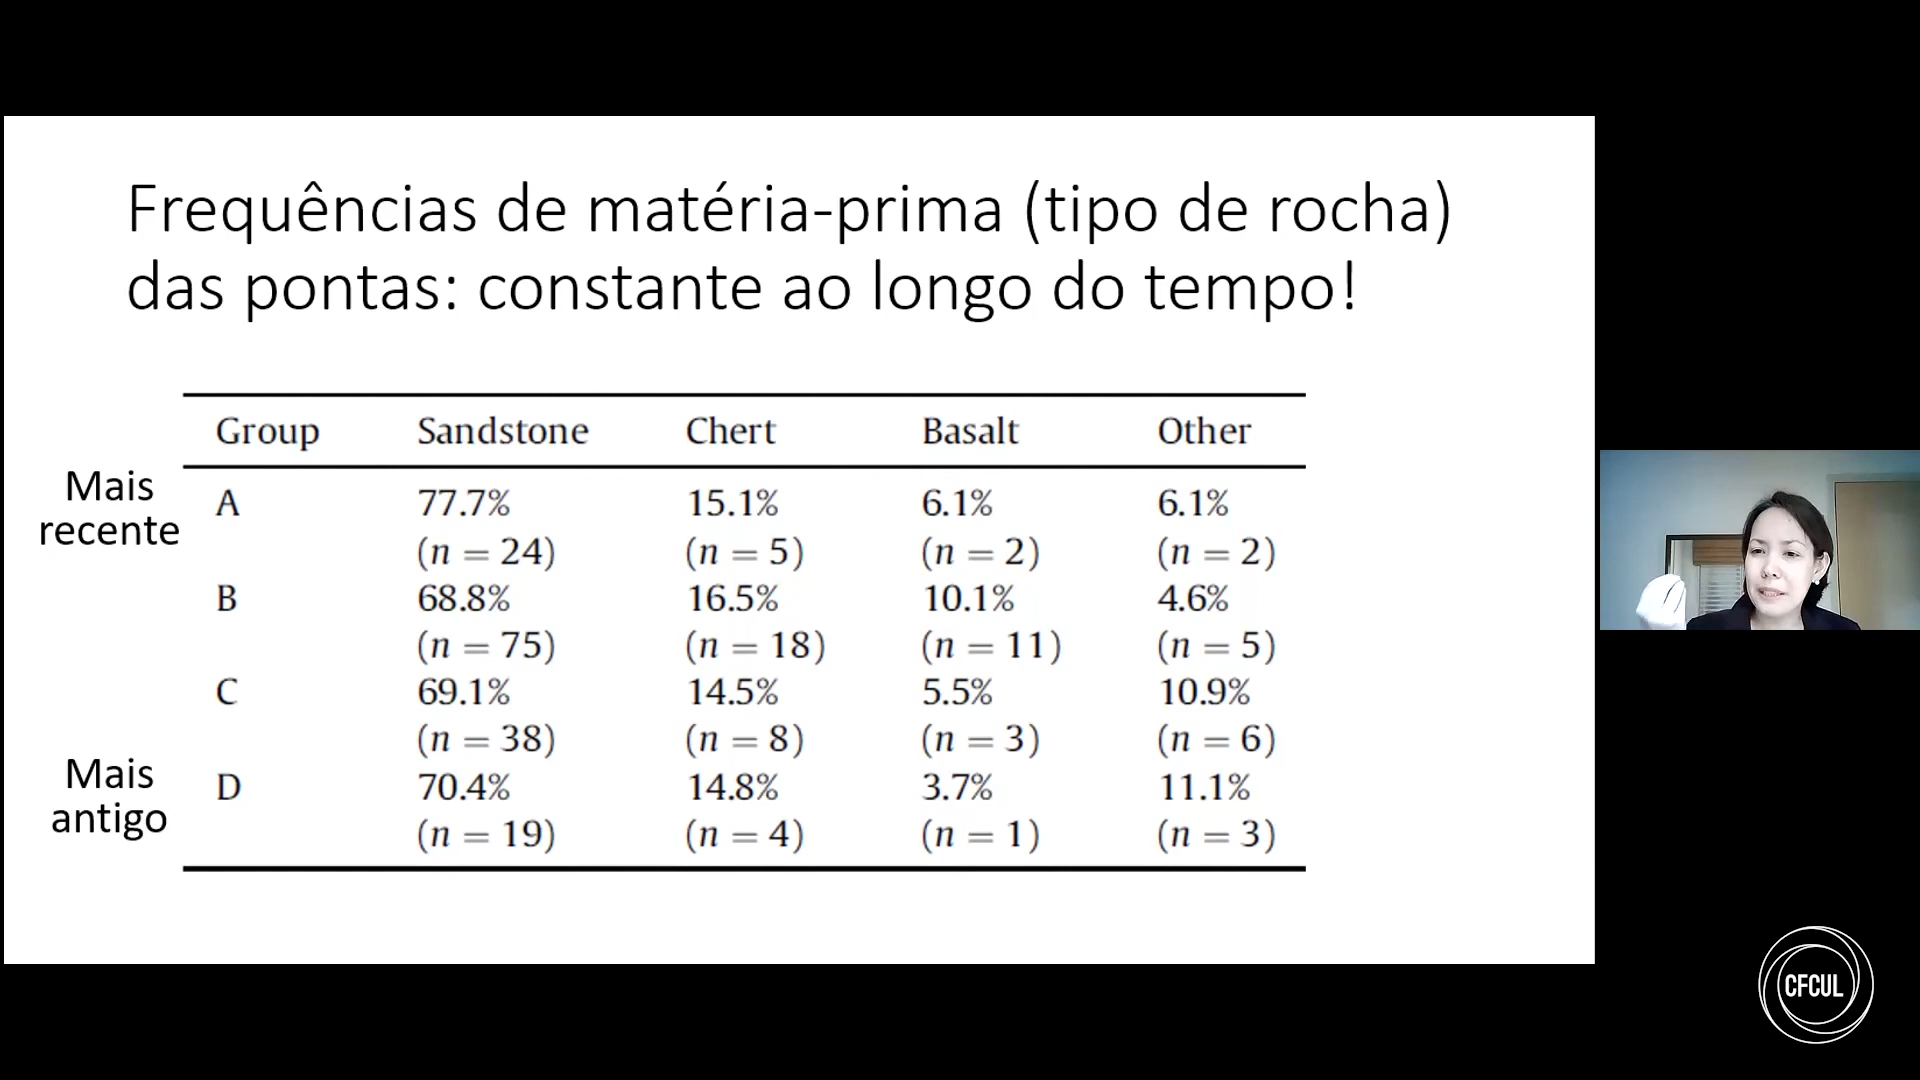 Frequências de matéria-prima (tipo de rocha)
das pontas: constante ao longo do tempo!
Group Sandstone Chert Basalt Other
Mais
recente
A 77.7% 15.1% 6.1% 6.1%
(n = 24) (n = 5) (n = 2) (n = 2)
B 68.8% 16.5% 10.1% 4.6%
(n = 75) (n = 18) (n = 11) (n = 5)
C 69.1% 14.5% 5.5% 10.9%
(n = 38) (n = 8) (n = 3) (n = 6)
Mais
antigo
D 70.4% 14.8% 3.7% 11.1%
(n = 19) (n = 4) (n = 1) (n = 3)
CFCUL